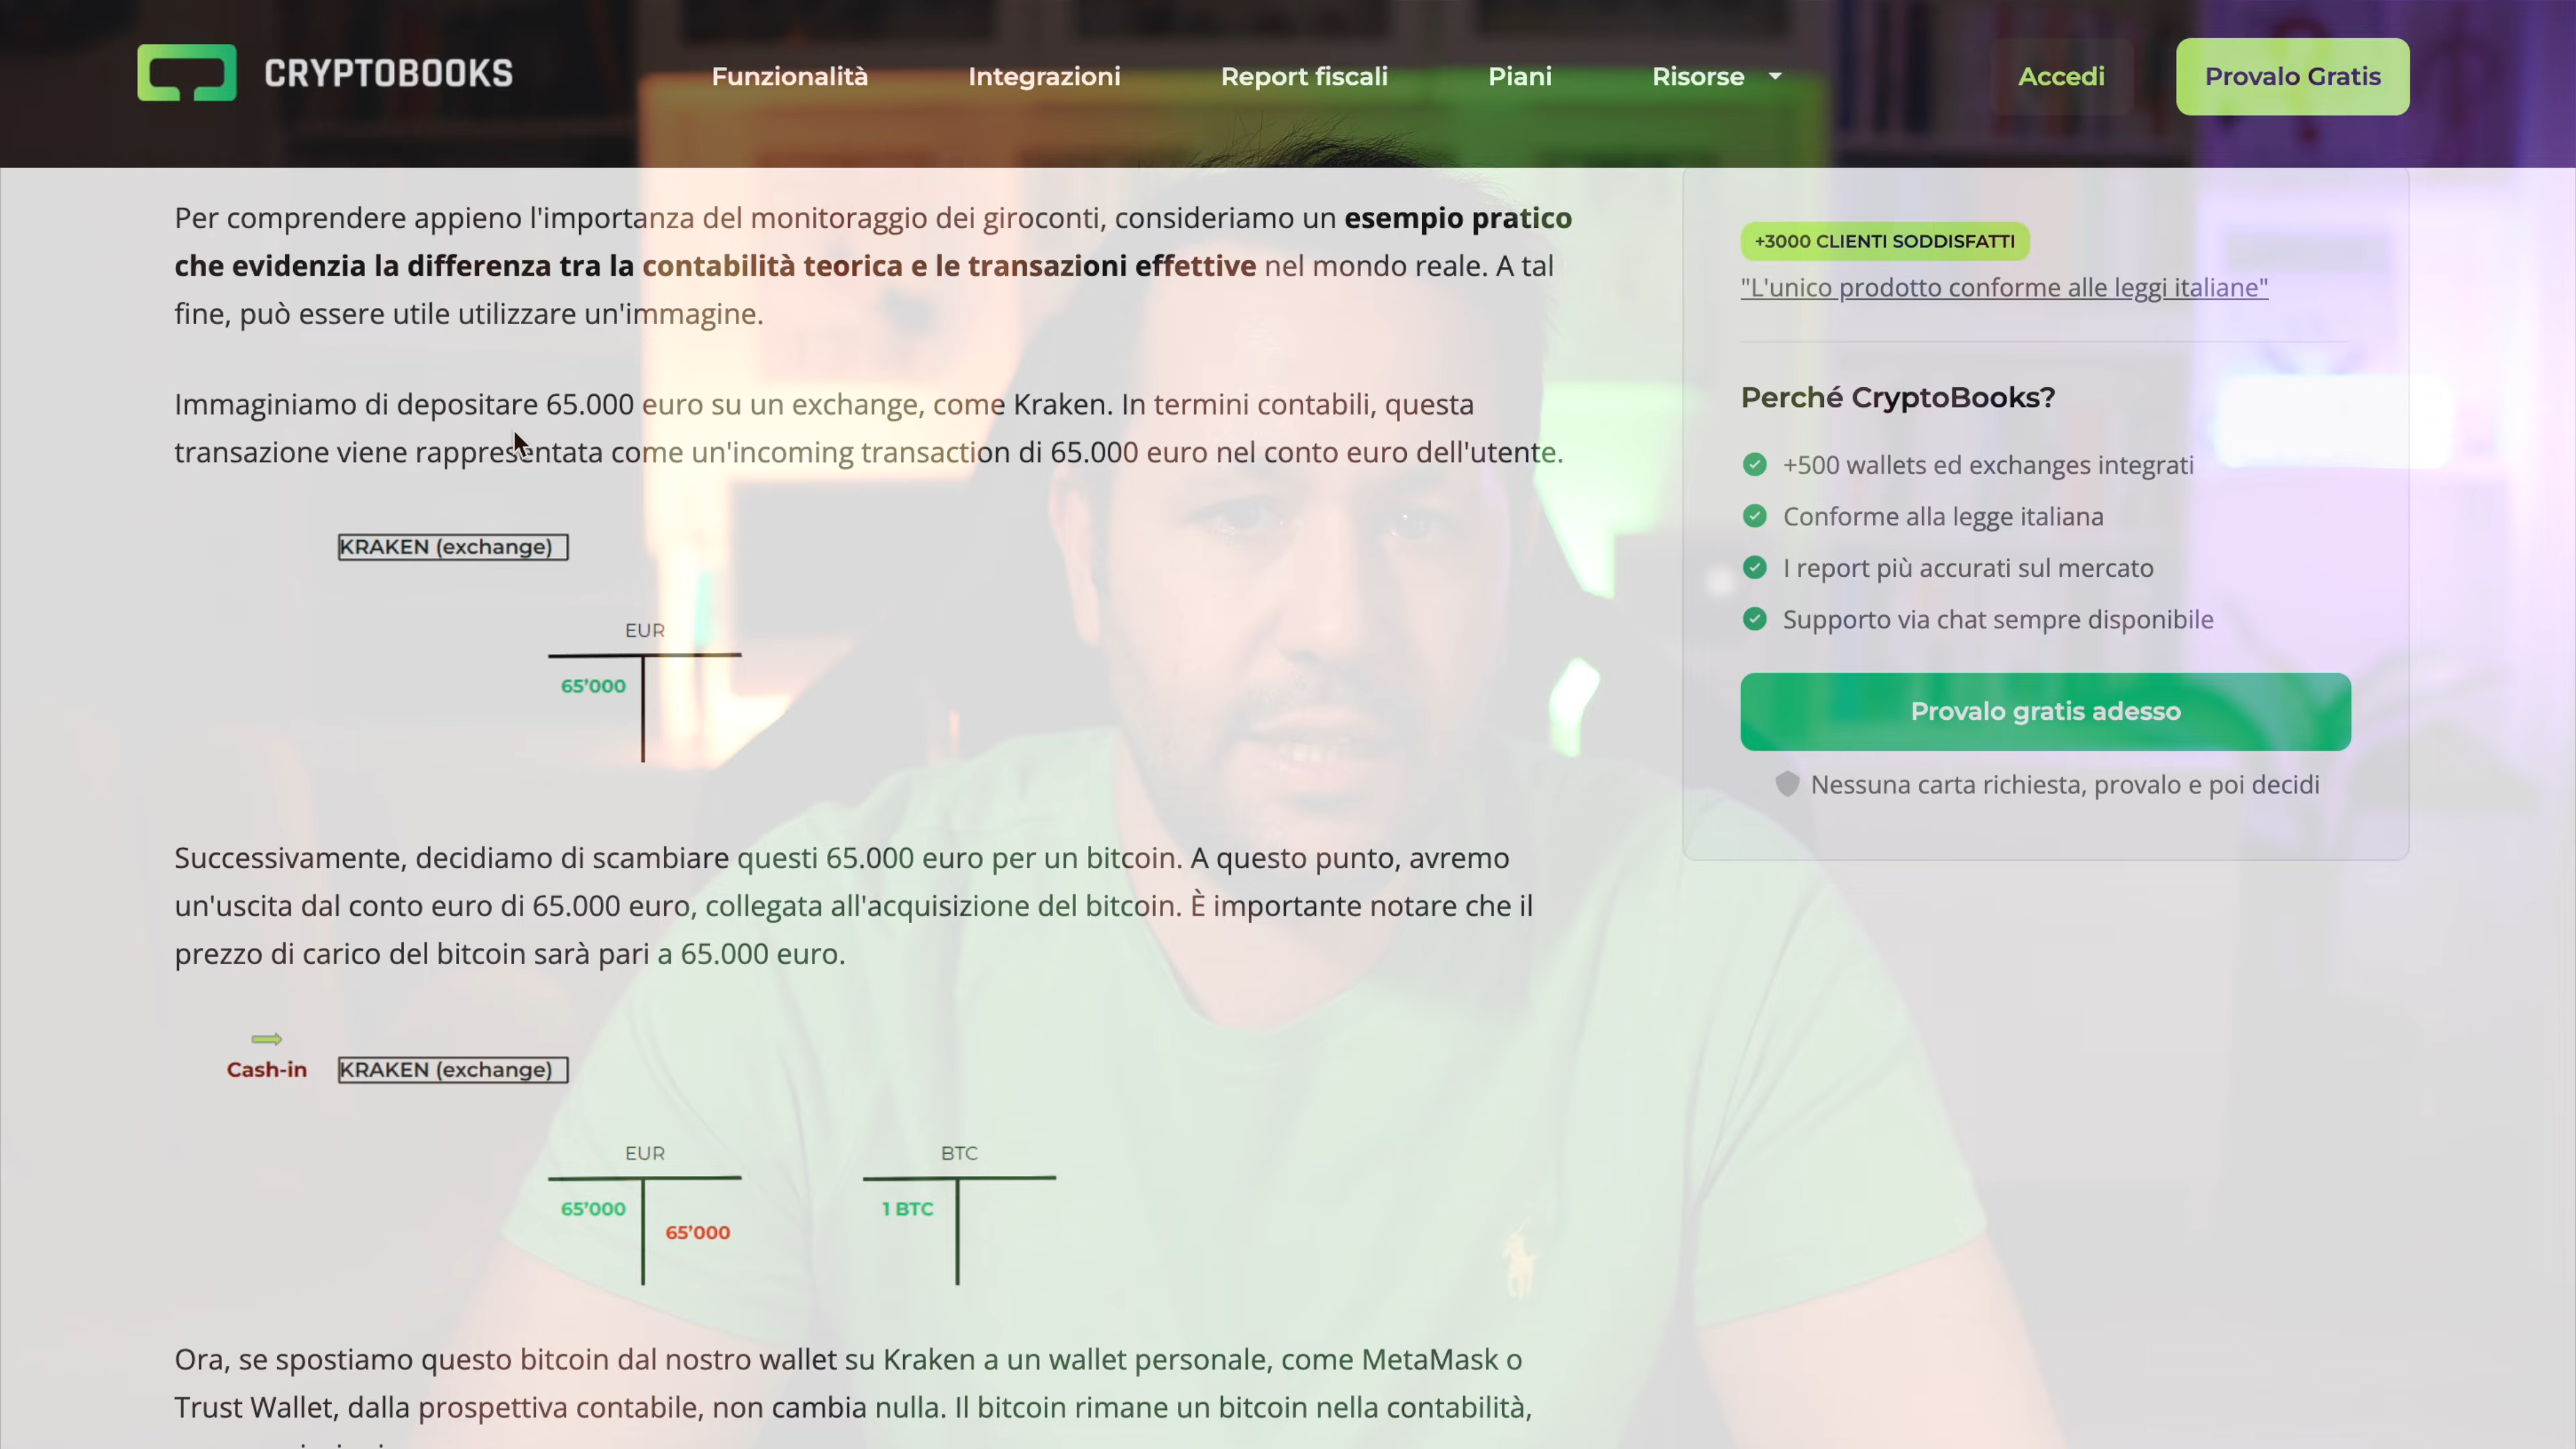 CRYPTOBOOKS
Funzionalità
Integrazioni
Report fiscali
Piani
Risorse
Accedi
Provalo Gratis
Per comprendere appieno l'importanza del monitoraggio dei giroconti, consideriamo un esempio pratico
che evidenzia la differenza tra la contabilità teorica e le transazioni effettive nel mondo reale. A tal
fine, può essere utile utilizzare un'immagine.
Immaginiamo di depositare 65.000 euro su un exchange, come Kraken. In termini contabili, questa
transazione viene rappresentata come un'incoming transaction di 65.000 euro nel conto euro dell'utente.
KRAKEN (exchange)
EUR
65'000
Successivamente, decidiamo di scambiare questi 65.000 euro per un bitcoin. A questo punto, avremo
un'uscita dal conto euro di 65.000 euro, collegata all'acquisizione del bitcoin. È importante notare che il
prezzo di carico del bitcoin sarà pari a 65.000 euro.
Cash-in
KRAKEN (exchange)
EUR
BTC
65'000
1 BTC
65'000
Ora, se spostiamo questo bitcoin dal nostro wallet su Kraken a un wallet personale, come MetaMask o
Trust Wallet, dalla prospettiva contabile, non cambia nulla. Il bitcoin rimane un bitcoin nella contabilità,
+3000 CLIENTI SODDISFATTI
"L'unico prodotto conforme alle leggi italiane"
Perché CryptoBooks?
+500 wallets ed exchanges integrati
Conforme alla legge italiana
I report più accurati sul mercato
Supporto via chat sempre disponibile
Provalo gratis adesso
Nessuna carta richiesta, provalo e poi decidi